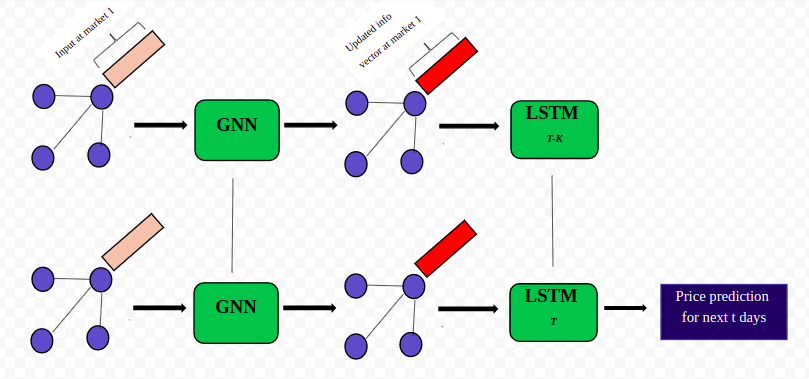 Input at market 1
Updated info
vector at market 1
GNN
LSTM
T-K
GNN
LSTM
T
Price prediction
for next t days